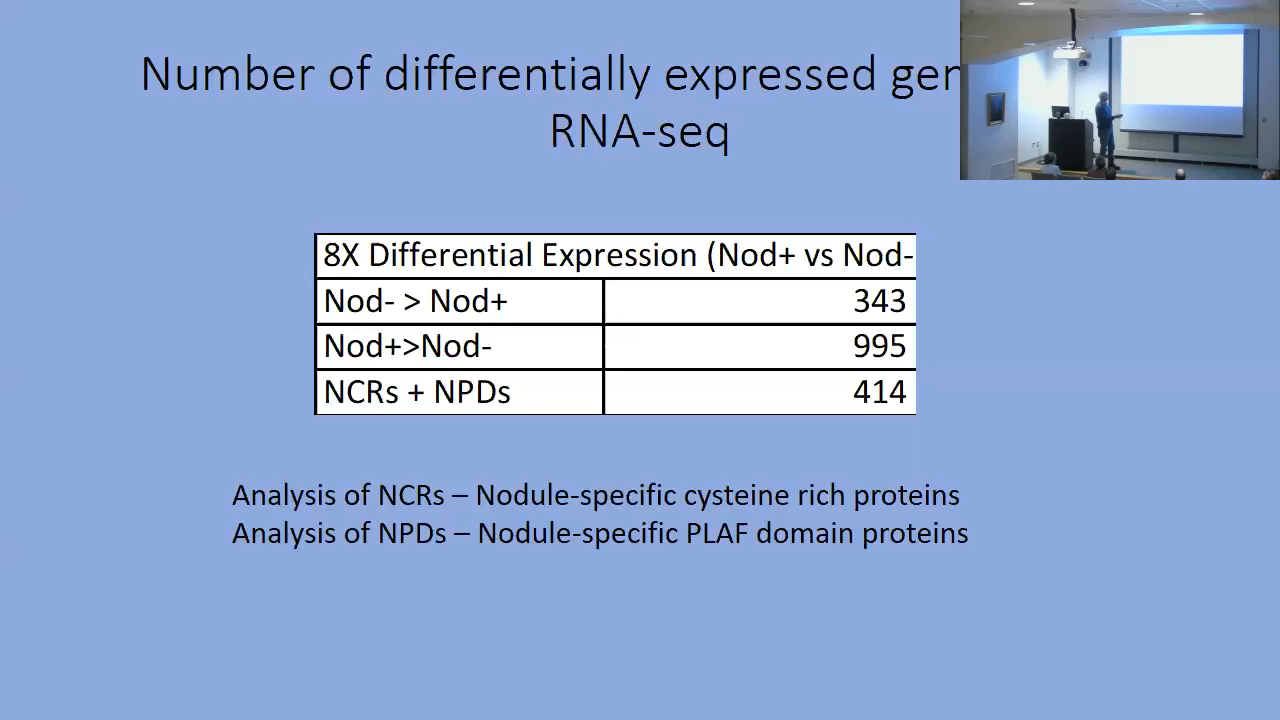 Number of differentially expressed gen
RNA-seq
8X Differential Expression (Nod+ vs Nod-
Nod- > Nod+ 343
Nod+>Nod- 995
NCRs + NPDs 414
Analysis of NCRs – Nodule-specific cysteine rich proteins
Analysis of NPDs – Nodule-specific PLAF domain proteins